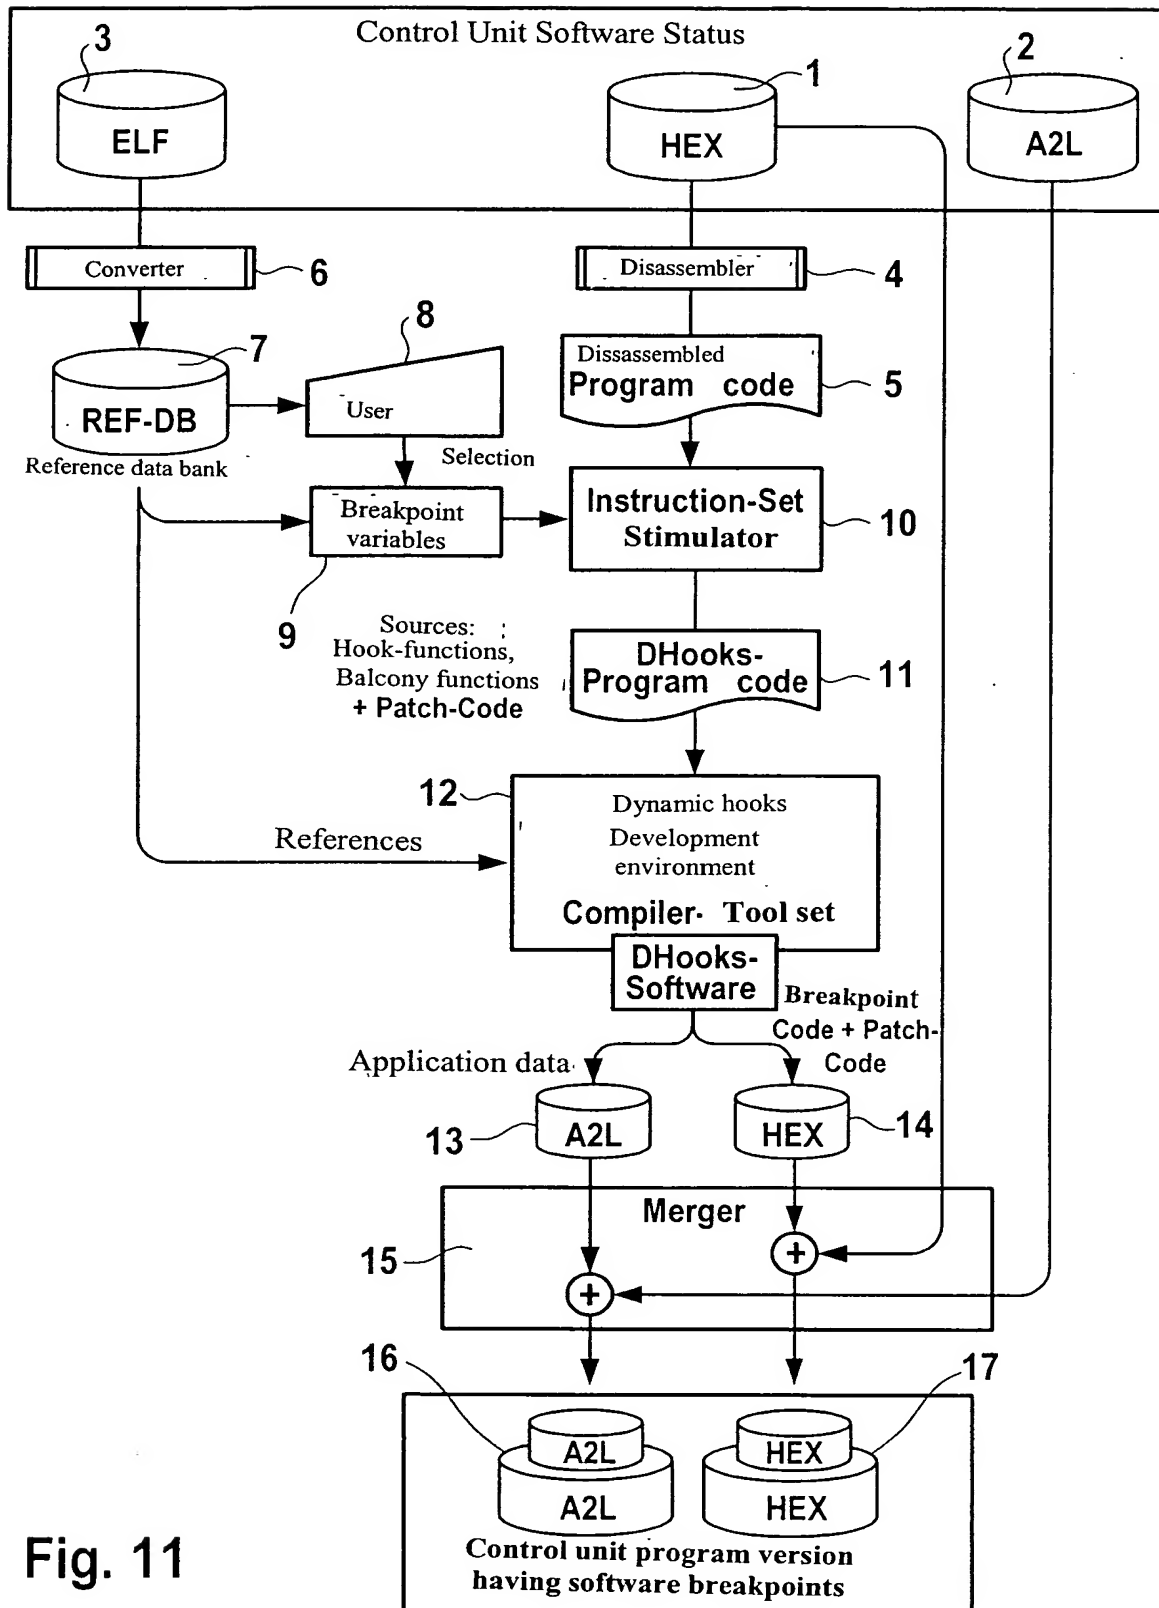 Control Unit Software Status
3
1
2
ELF
HEX
A2L
Converter
6
Disassembler
4
7
8
Dissassembled
Program code
5
REF-DB
User
Reference data bank
Selection
Breakpoint
variables
Instruction-Set
Stimulator
10
9
Sources:
Hook-functions,
Balcony functions
+ Patch-Code
DHooks-
Program code
11
12
Dynamic hooks
Development
environment
References
Compiler- Tool set
DHooks-
Software
Breakpoint
Code + Patch-
Code
Application data
13
A2L
HEX
14
Merger
15
+
+
16
17
A2L
HEX
A2L
HEX
Control unit program version
having software breakpoints
Fig. 11